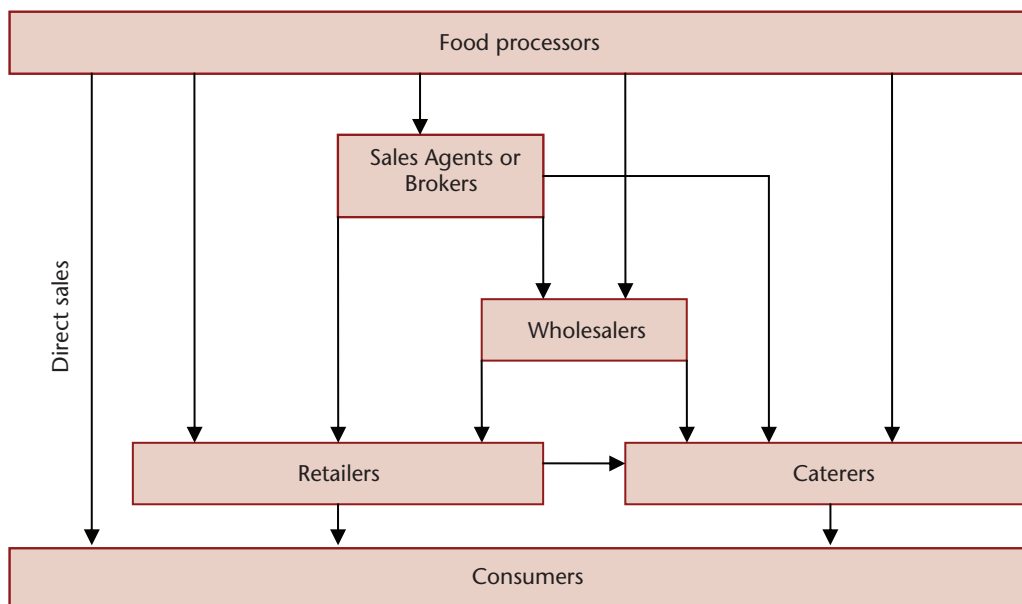 Food processors
Sales Agents or
Brokers
Direct sales
Wholesalers
Retailers
Caterers
Consumers